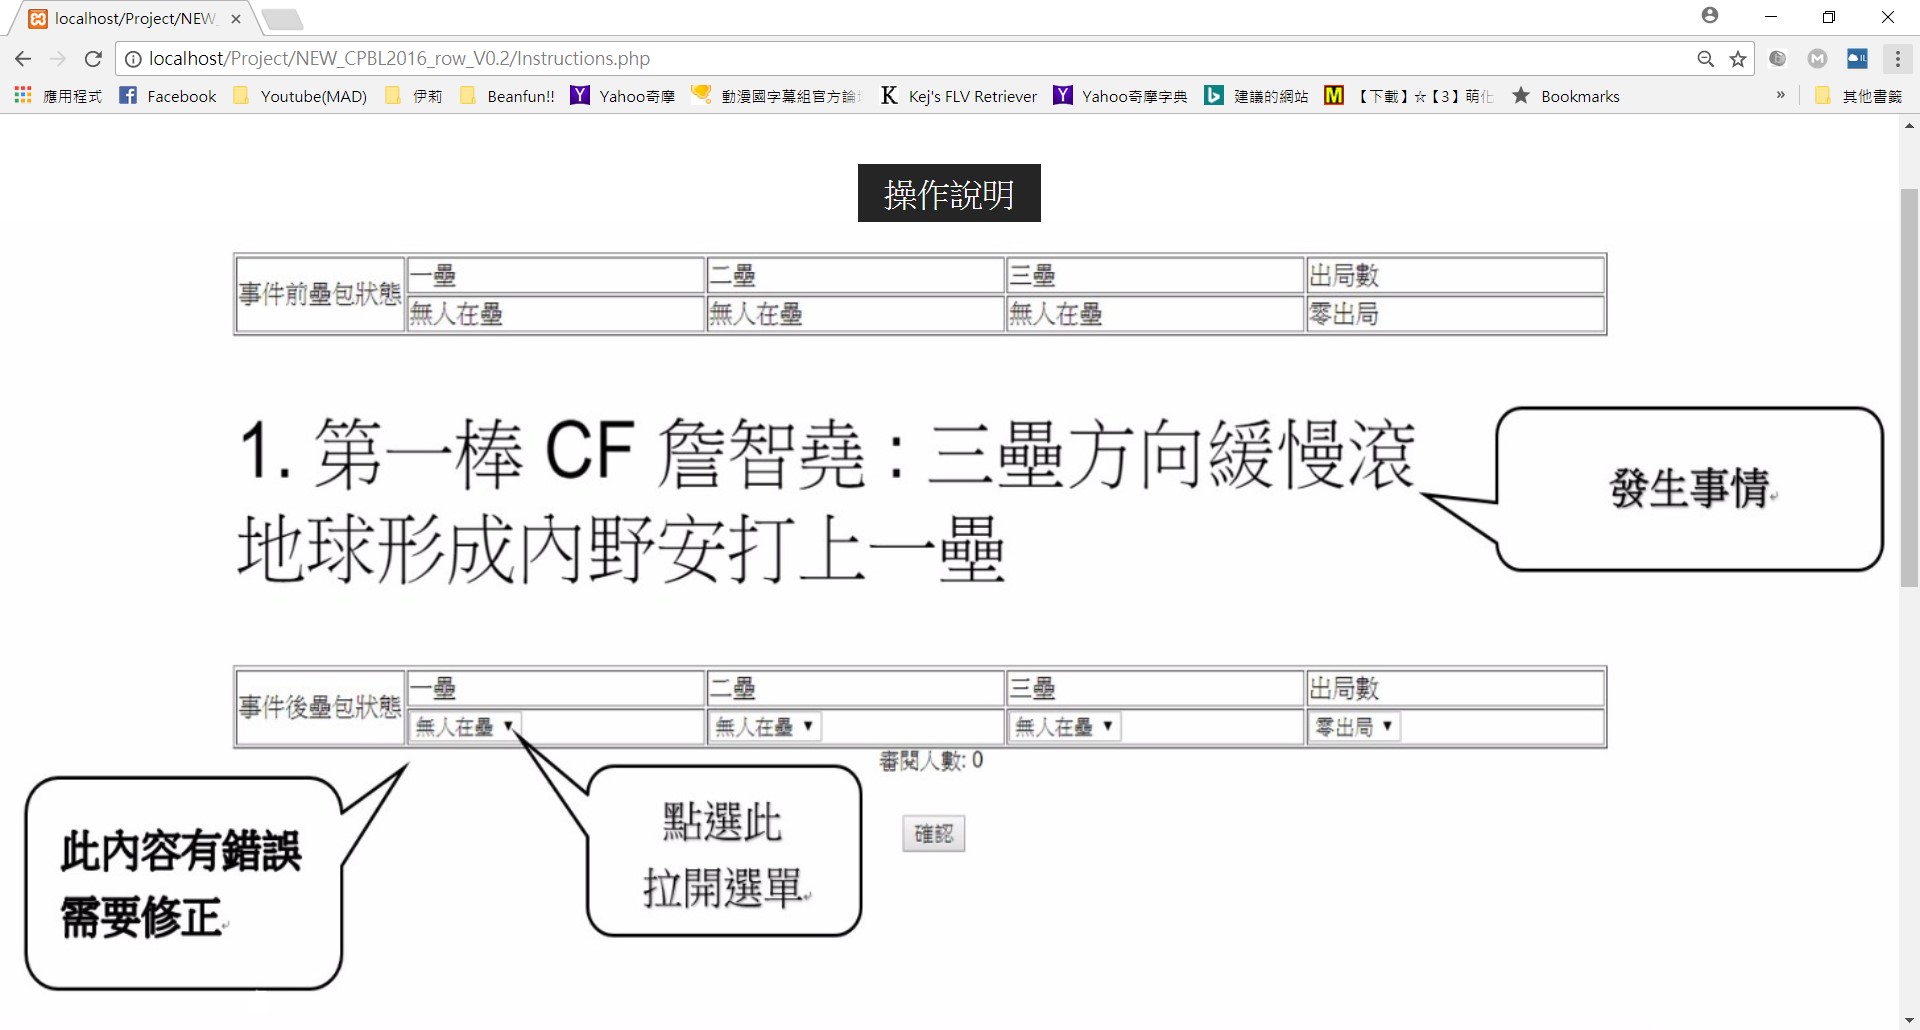 localhost/Project/NEW_
localhost/Project/NEW_CPBL2016_row_V0.2/Instructions.php
應用程式 Facebook Youtube(MAD) 伊莉 Beanfun!! Yahoo奇摩 動漫國字幕組官方論 Kej's FLV Retriever Yahoo奇摩字典 建議的網站 【下載】☆【3】萌化 Bookmarks » 其他書籤
操作說明
事件前壘包狀態 一壘 二壘 三壘 出局數
無人在壘 無人在壘 無人在壘 零出局
1. 第一棒 CF 詹智堯 : 三壘方向緩慢滾
地球形成內野安打上一壘
發生事情
事件後壘包狀態 一壘 二壘 三壘 出局數
無人在壘 無人在壘 無人在壘 零出局
審閱人數: 0
確認
點選此
拉開選單
此內容有錯誤
需要修正